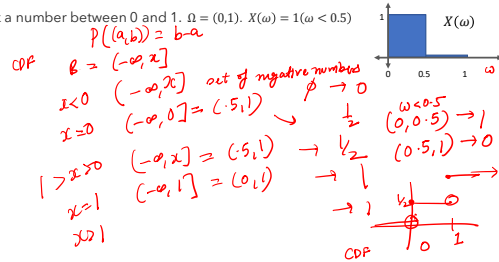 a number between 0 and 1. Ω = (0,1). X(ω) = 1(ω < 0.5)
P((a,b)) = b-a
CDF B = (-∞, x]
x<0 (-∞, x] set of negative numbers ∅ → 0
x=0 (-∞, 0] = (.5,1) → 1/2
1 > x > 0 (-∞, x] = (.5,1) → 1/2
x=1 (-∞, 1] = (0,1) → 1
x>1 → 1
1 X(ω)
0 0.5 1 ω
ω<0.5
(0,0.5) → 1
(0.5,1) → 0
1/2
0 1
CDF